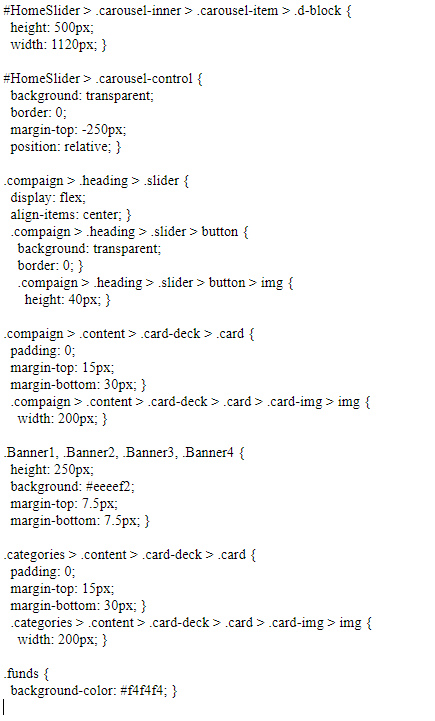 #HomeSlider > .carousel-inner > .carousel-item > .d-block {
height: 500px;
width: 1120px; }
#HomeSlider > .carousel-control {
background: transparent;
border: 0;
margin-top: -250px;
position: relative; }
.compaign > .heading > .slider {
display: flex;
align-items: center; }
.compaign > .heading > .slider > button {
background: transparent;
border: 0; }
.compaign > .heading > .slider > button > img {
height: 40px; }
.compaign > .content > .card-deck > .card {
padding: 0;
margin-top: 15px;
margin-bottom: 30px; }
.compaign > .content > .card-deck > .card > .card-img > img {
width: 200px; }
.Banner1, .Banner2, .Banner3, .Banner4 {
height: 250px;
background: #eeeef2;
margin-top: 7.5px;
margin-bottom: 7.5px; }
.categories > .content > .card-deck > .card {
padding: 0;
margin-top: 15px;
margin-bottom: 30px; }
.categories > .content > .card-deck > .card > .card-img > img {
width: 200px; }
.funds {
background-color: #f4f4f4; }